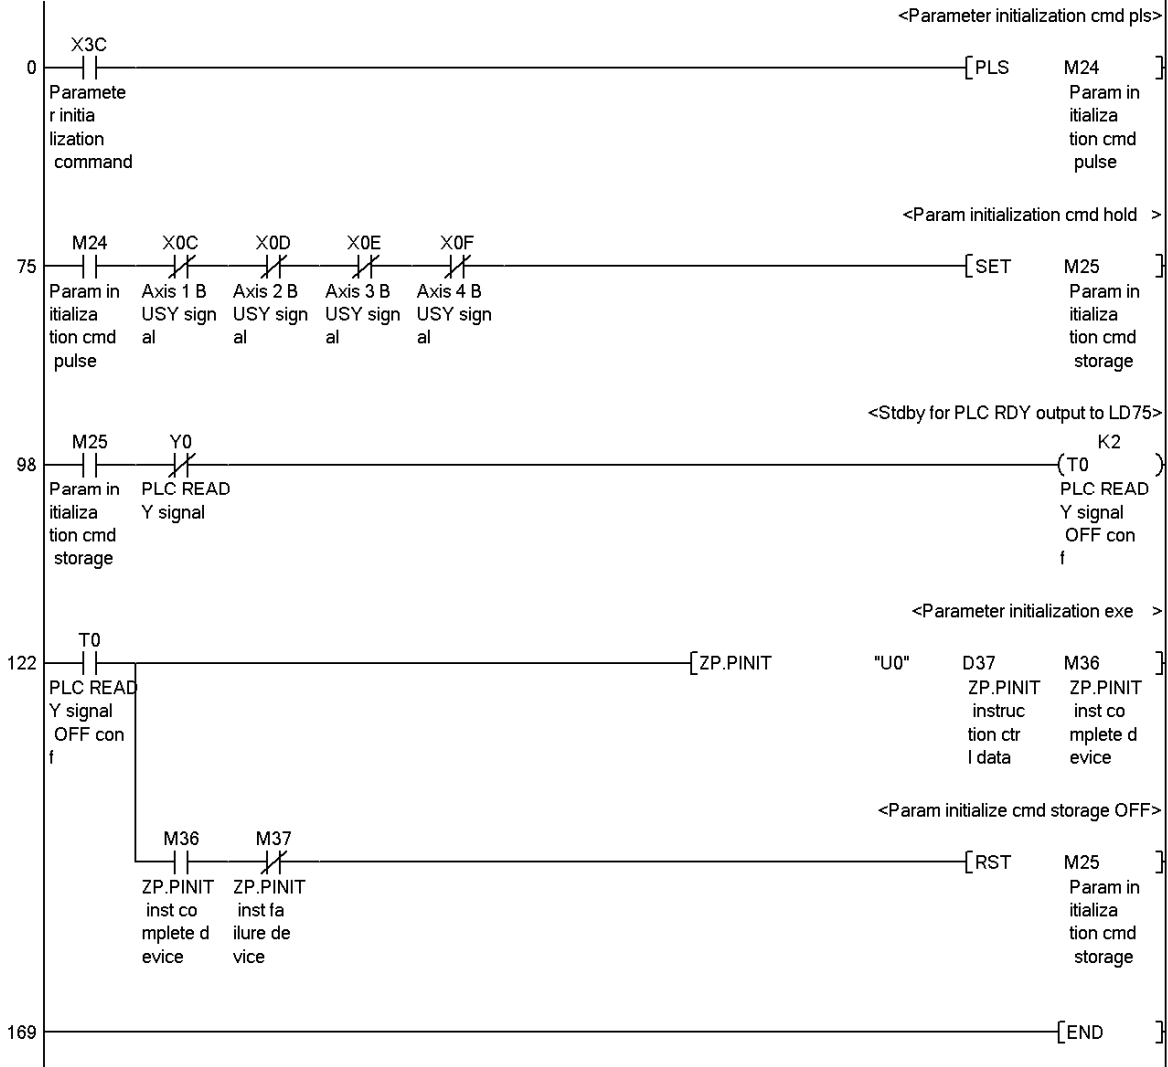 <Parameter initialization cmd pls>
X3C
0 PLS M24
Paramete
r initia
lization
command
Param in
itializa
tion cmd
pulse
<Param initialization cmd hold >
M24 X0C X0D X0E X0F
75 SET M25
Param in
itializa
tion cmd
pulse
Axis 1 B
USY sign
al
Axis 2 B
USY sign
al
Axis 3 B
USY sign
al
Axis 4 B
USY sign
al
Param in
itializa
tion cmd
storage
<Stdby for PLC RDY output to LD75>
M25 Y0 K2
98 T0
Param in
itializa
tion cmd
storage
PLC READ
Y signal
PLC READ
Y signal
OFF con
f
<Parameter initialization exe >
T0
122 ZP.PINIT "U0" D37 M36
PLC READ
Y signal
OFF con
f
ZP.PINIT
instruc
tion ctr
l data
ZP.PINIT
inst co
mplete d
evice
<Param initialize cmd storage OFF>
M36 M37
RST M25
ZP.PINIT
inst co
mplete d
evice
ZP.PINIT
inst fa
ilure de
vice
Param in
itializa
tion cmd
storage
169 END